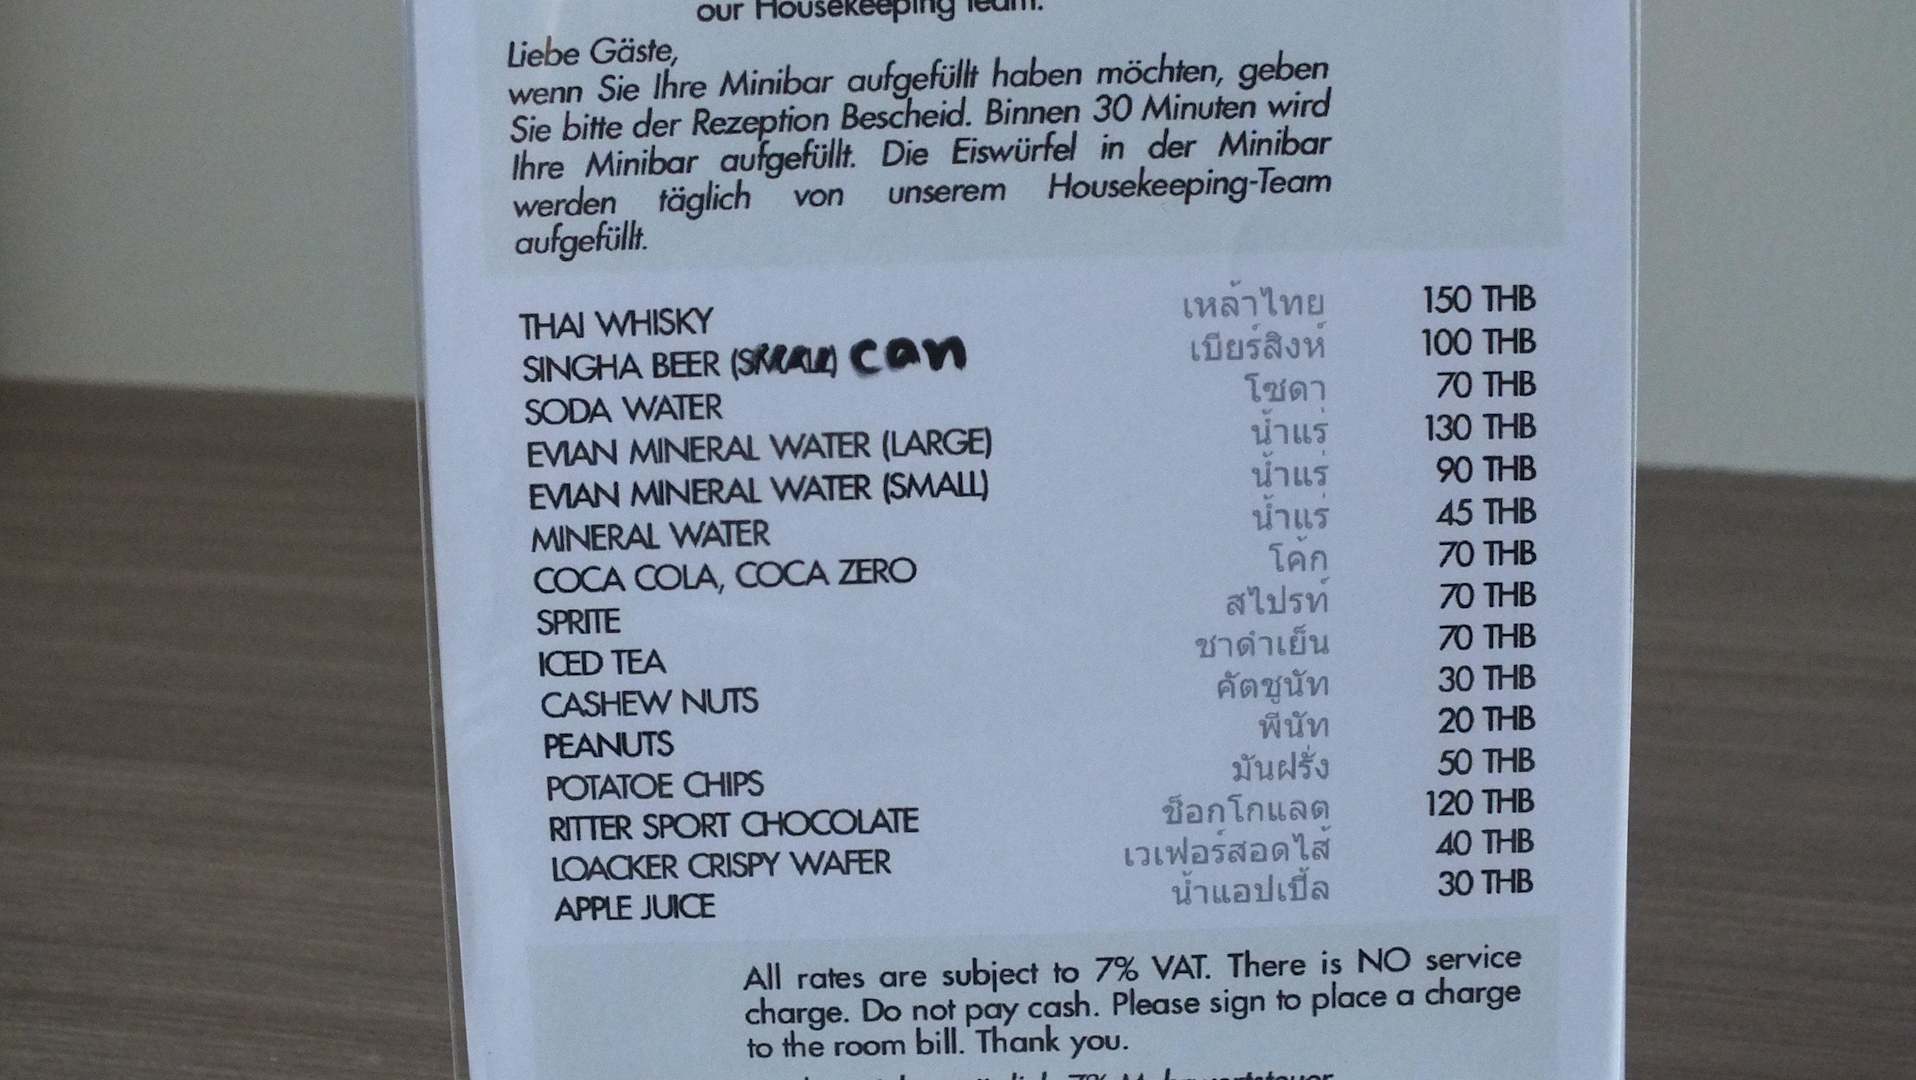 our Housekeeping Team.
Liebe Gäste,
wenn Sie Ihre Minibar aufgefüllt haben möchten, geben
Sie bitte der Rezeption Bescheid. Binnen 30 Minuten wird
Ihre Minibar aufgefüllt. Die Eiswürfel in der Minibar
werden täglich von unserem Housekeeping-Team
aufgefüllt.
THAI WHISKY เหล้าไทย 150 THB
SINGHA BEER (SMALL) can เบียร์สิงห์ 100 THB
SODA WATER โซดา 70 THB
EVIAN MINERAL WATER (LARGE) น้ำแร่ 130 THB
EVIAN MINERAL WATER (SMALL) น้ำแร่ 90 THB
MINERAL WATER น้ำแร่ 45 THB
COCA COLA, COCA ZERO โค้ก 70 THB
SPRITE สไปรท์ 70 THB
ICED TEA ชาดำเย็น 70 THB
CASHEW NUTS คัตชูนัท 30 THB
PEANUTS พีนัท 20 THB
POTATOE CHIPS มันฝรั่ง 50 THB
RITTER SPORT CHOCOLATE ช็อกโกแลต 120 THB
LOACKER CRISPY WAFER เวเฟอร์สอดไส้ 40 THB
APPLE JUICE น้ำแอปเปิ้ล 30 THB
All rates are subject to 7% VAT. There is NO service
charge. Do not pay cash. Please sign to place a charge
to the room bill. Thank you.